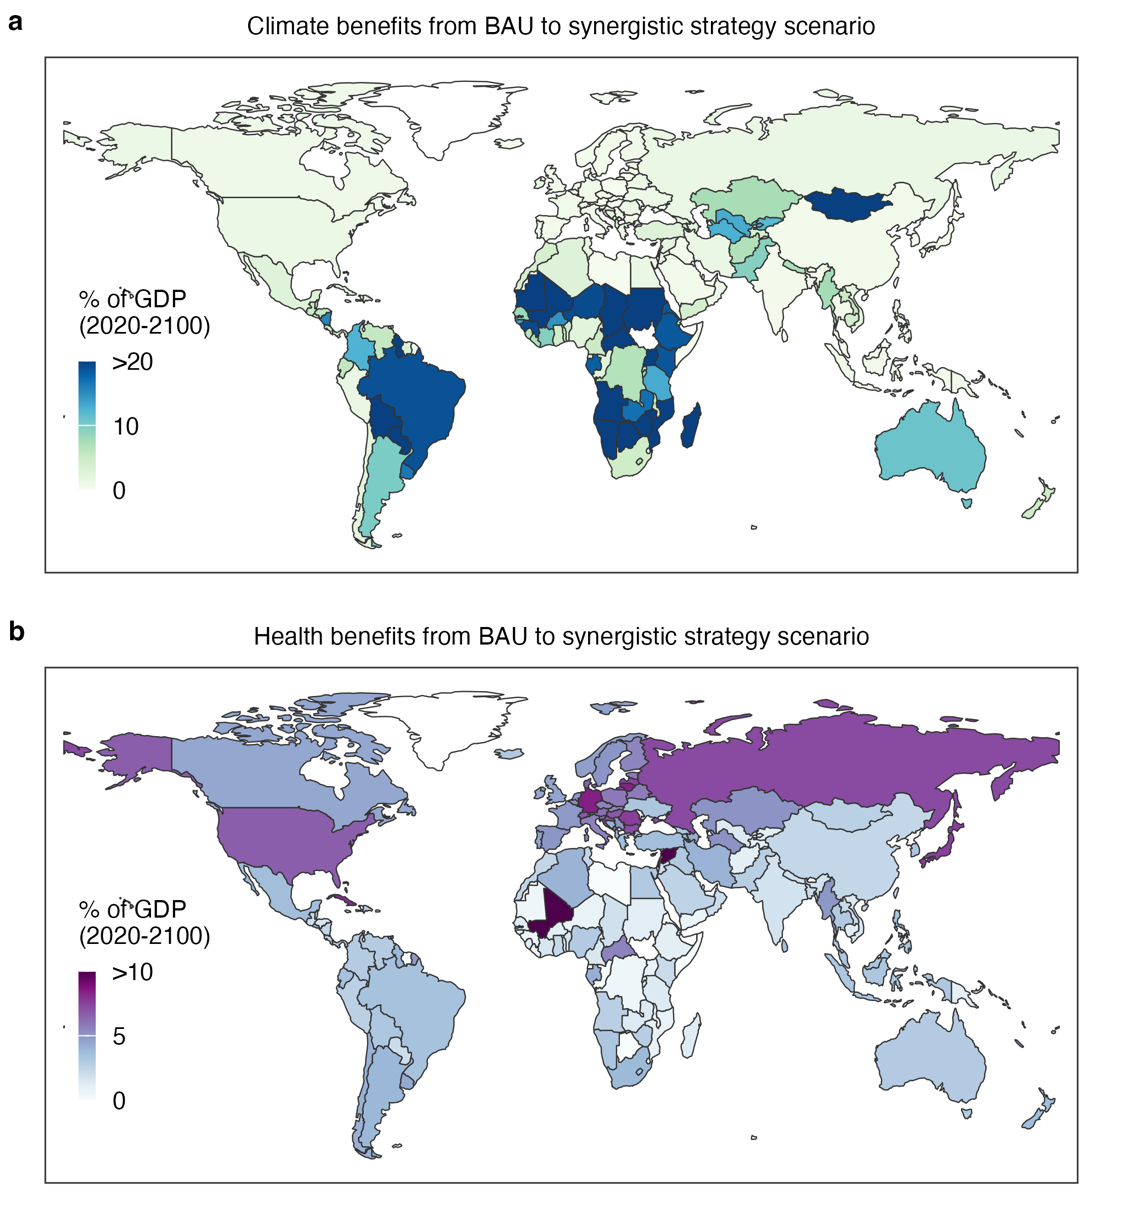 a
Climate benefits from BAU to synergistic strategy scenario
% of GDP
(2020-2100)
>20
10
0
b
Health benefits from BAU to synergistic strategy scenario
% of GDP
(2020-2100)
>10
5
0